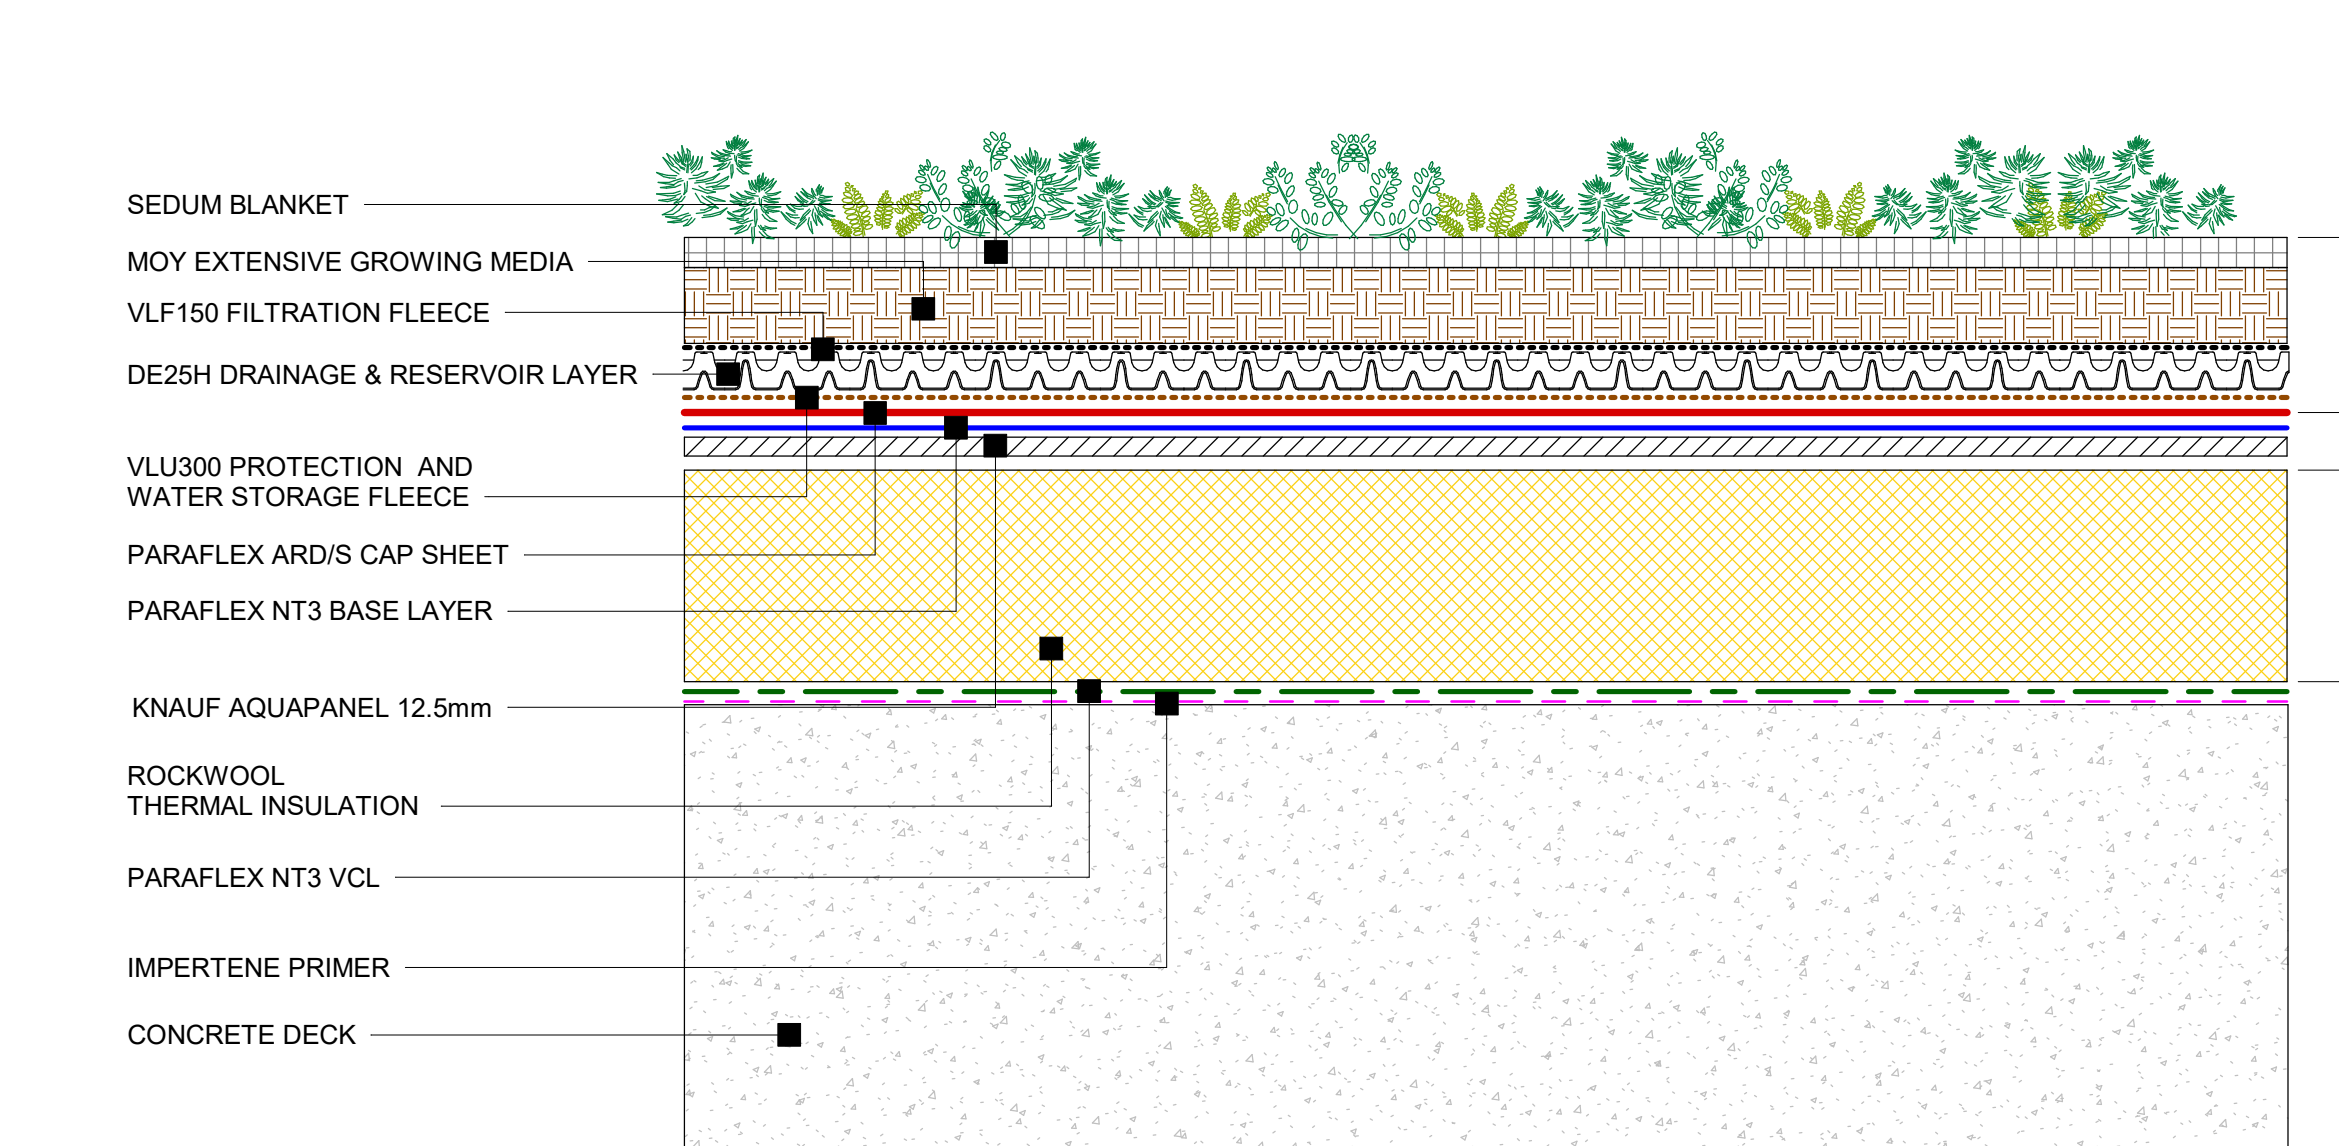 SEDUM BLANKET
MOY EXTENSIVE GROWING MEDIA
VLF150 FILTRATION FLEECE
DE25H DRAINAGE & RESERVOIR LAYER
VLU300 PROTECTION  AND
WATER STORAGE FLEECE
PARAFLEX ARD/S CAP SHEET
PARAFLEX NT3 BASE LAYER
KNAUF AQUAPANEL 12.5mm
ROCKWOOL
THERMAL INSULATION
PARAFLEX NT3 VCL
IMPERTENE PRIMER
CONCRETE DECK